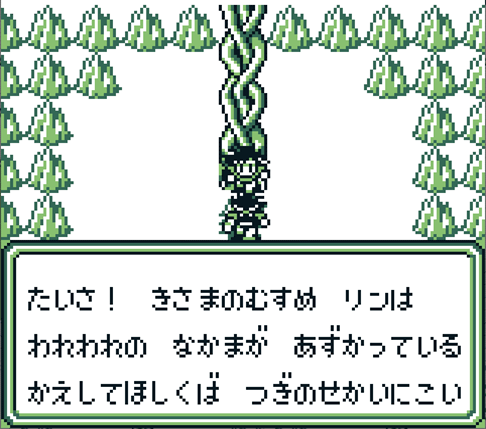 たいさ！ きさまのむすめ リンは
われわれの なかまが あずかっている
かえしてほしくば つぎのせかいにこい